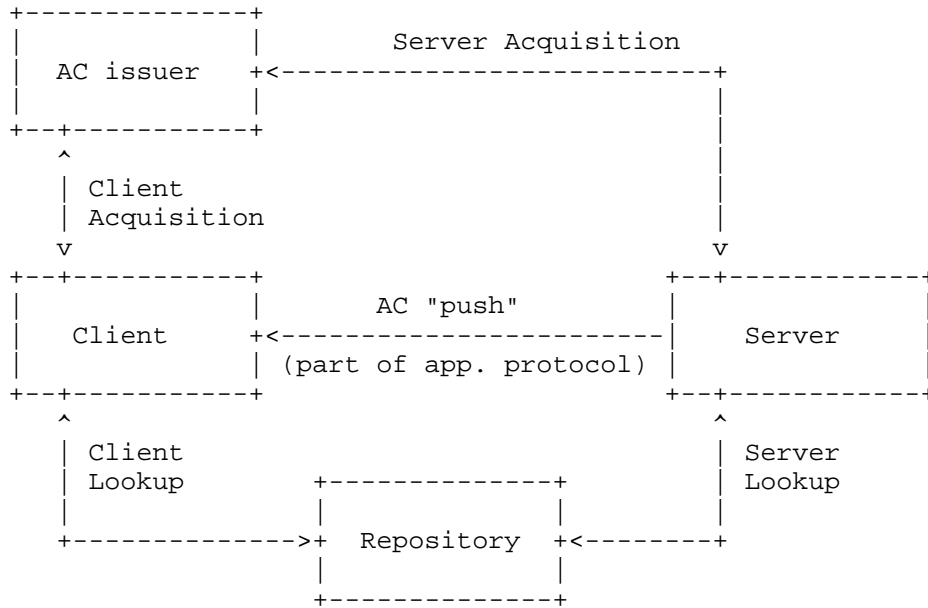 Server Acquisition
AC issuer
Client
Acquisition
AC "push"
Client
Server
(part of app. protocol)
Client
Server
Lookup
Lookup
Repository